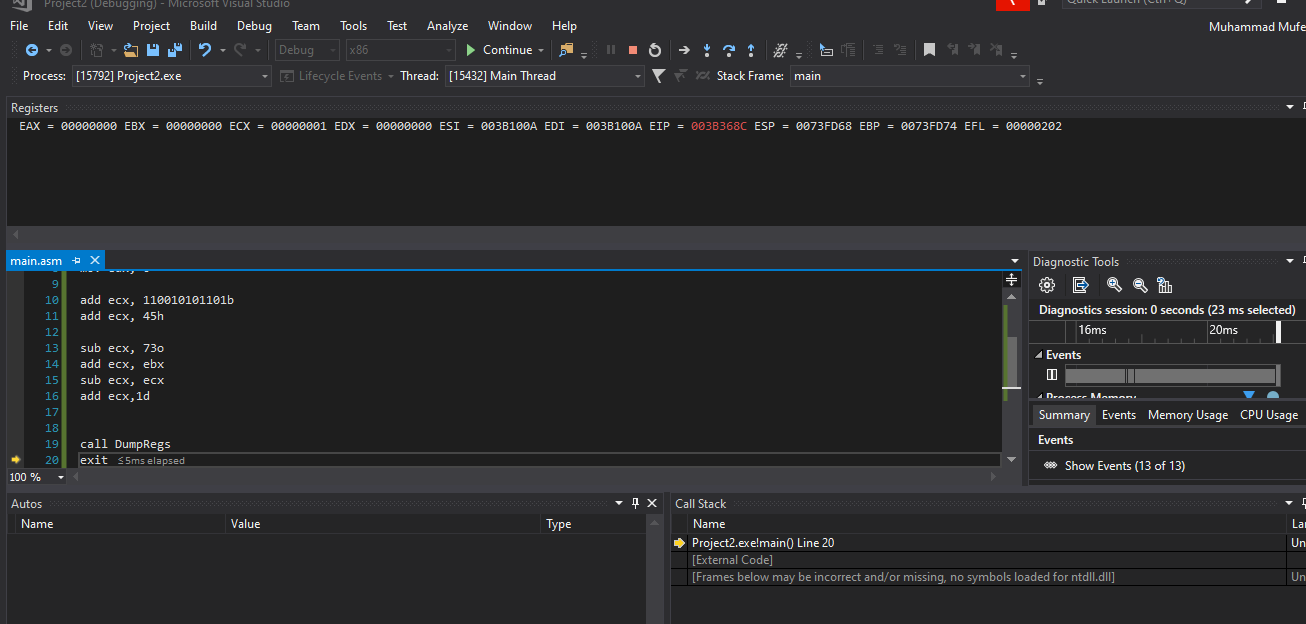 Project2 (Debugging) - Microsoft Visual Studio
Quick Launch (Ctrl+Q)
File Edit View Project Build Debug Team Tools Test Analyze Window Help
Muhammad Mufe
Debug x86 Continue
Process: [15792] Project2.exe Lifecycle Events Thread: [15432] Main Thread Stack Frame: main
Registers
EAX = 00000000 EBX = 00000000 ECX = 00000001 EDX = 00000000 ESI = 003B100A EDI = 003B100A EIP = 003B368C ESP = 0073FD68 EBP = 0073FD74 EFL = 00000202
main.asm
9
10 add ecx, 110010101101b
11 add ecx, 45h
12
13 sub ecx, 73o
14 add ecx, ebx
15 sub ecx, ecx
16 add ecx,1d
17
18
19 call DumpRegs
20 exit ≤5ms elapsed
100 %
Diagnostic Tools
Diagnostics session: 0 seconds (23 ms selected)
16ms 20ms
Events
Process Memory
Summary Events Memory Usage CPU Usage
Events
Show Events (13 of 13)
Autos
Name Value Type
Call Stack
Name Lan
Project2.exe!main() Line 20 Un
[External Code]
[Frames below may be incorrect and/or missing, no symbols loaded for ntdll.dll] Un